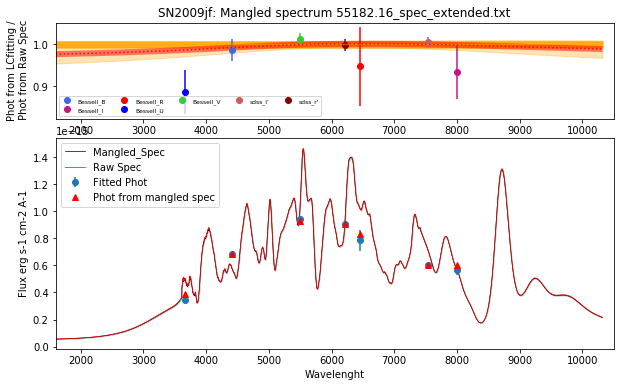 SN2009jf: Mangled spectrum 55182.16_spec_extended.txt
Phot from LCfitting /
Phot from Raw Spec
1.0
0.9
Bessell_B
Bessell_I
Bessell_R
Bessell_U
Bessell_V
sdss_i'
sdss_r'
2000 3000 4000 5000 6000 7000 8000 9000 10000
Flux erg s-1 cm-2 A-1
1.4
1.2
1.0
0.8
0.6
0.4
0.2
0.0
Mangled_Spec
Raw Spec
Fitted Phot
Phot from mangled spec
2000 3000 4000 5000 6000 7000 8000 9000 10000
Wavelenght